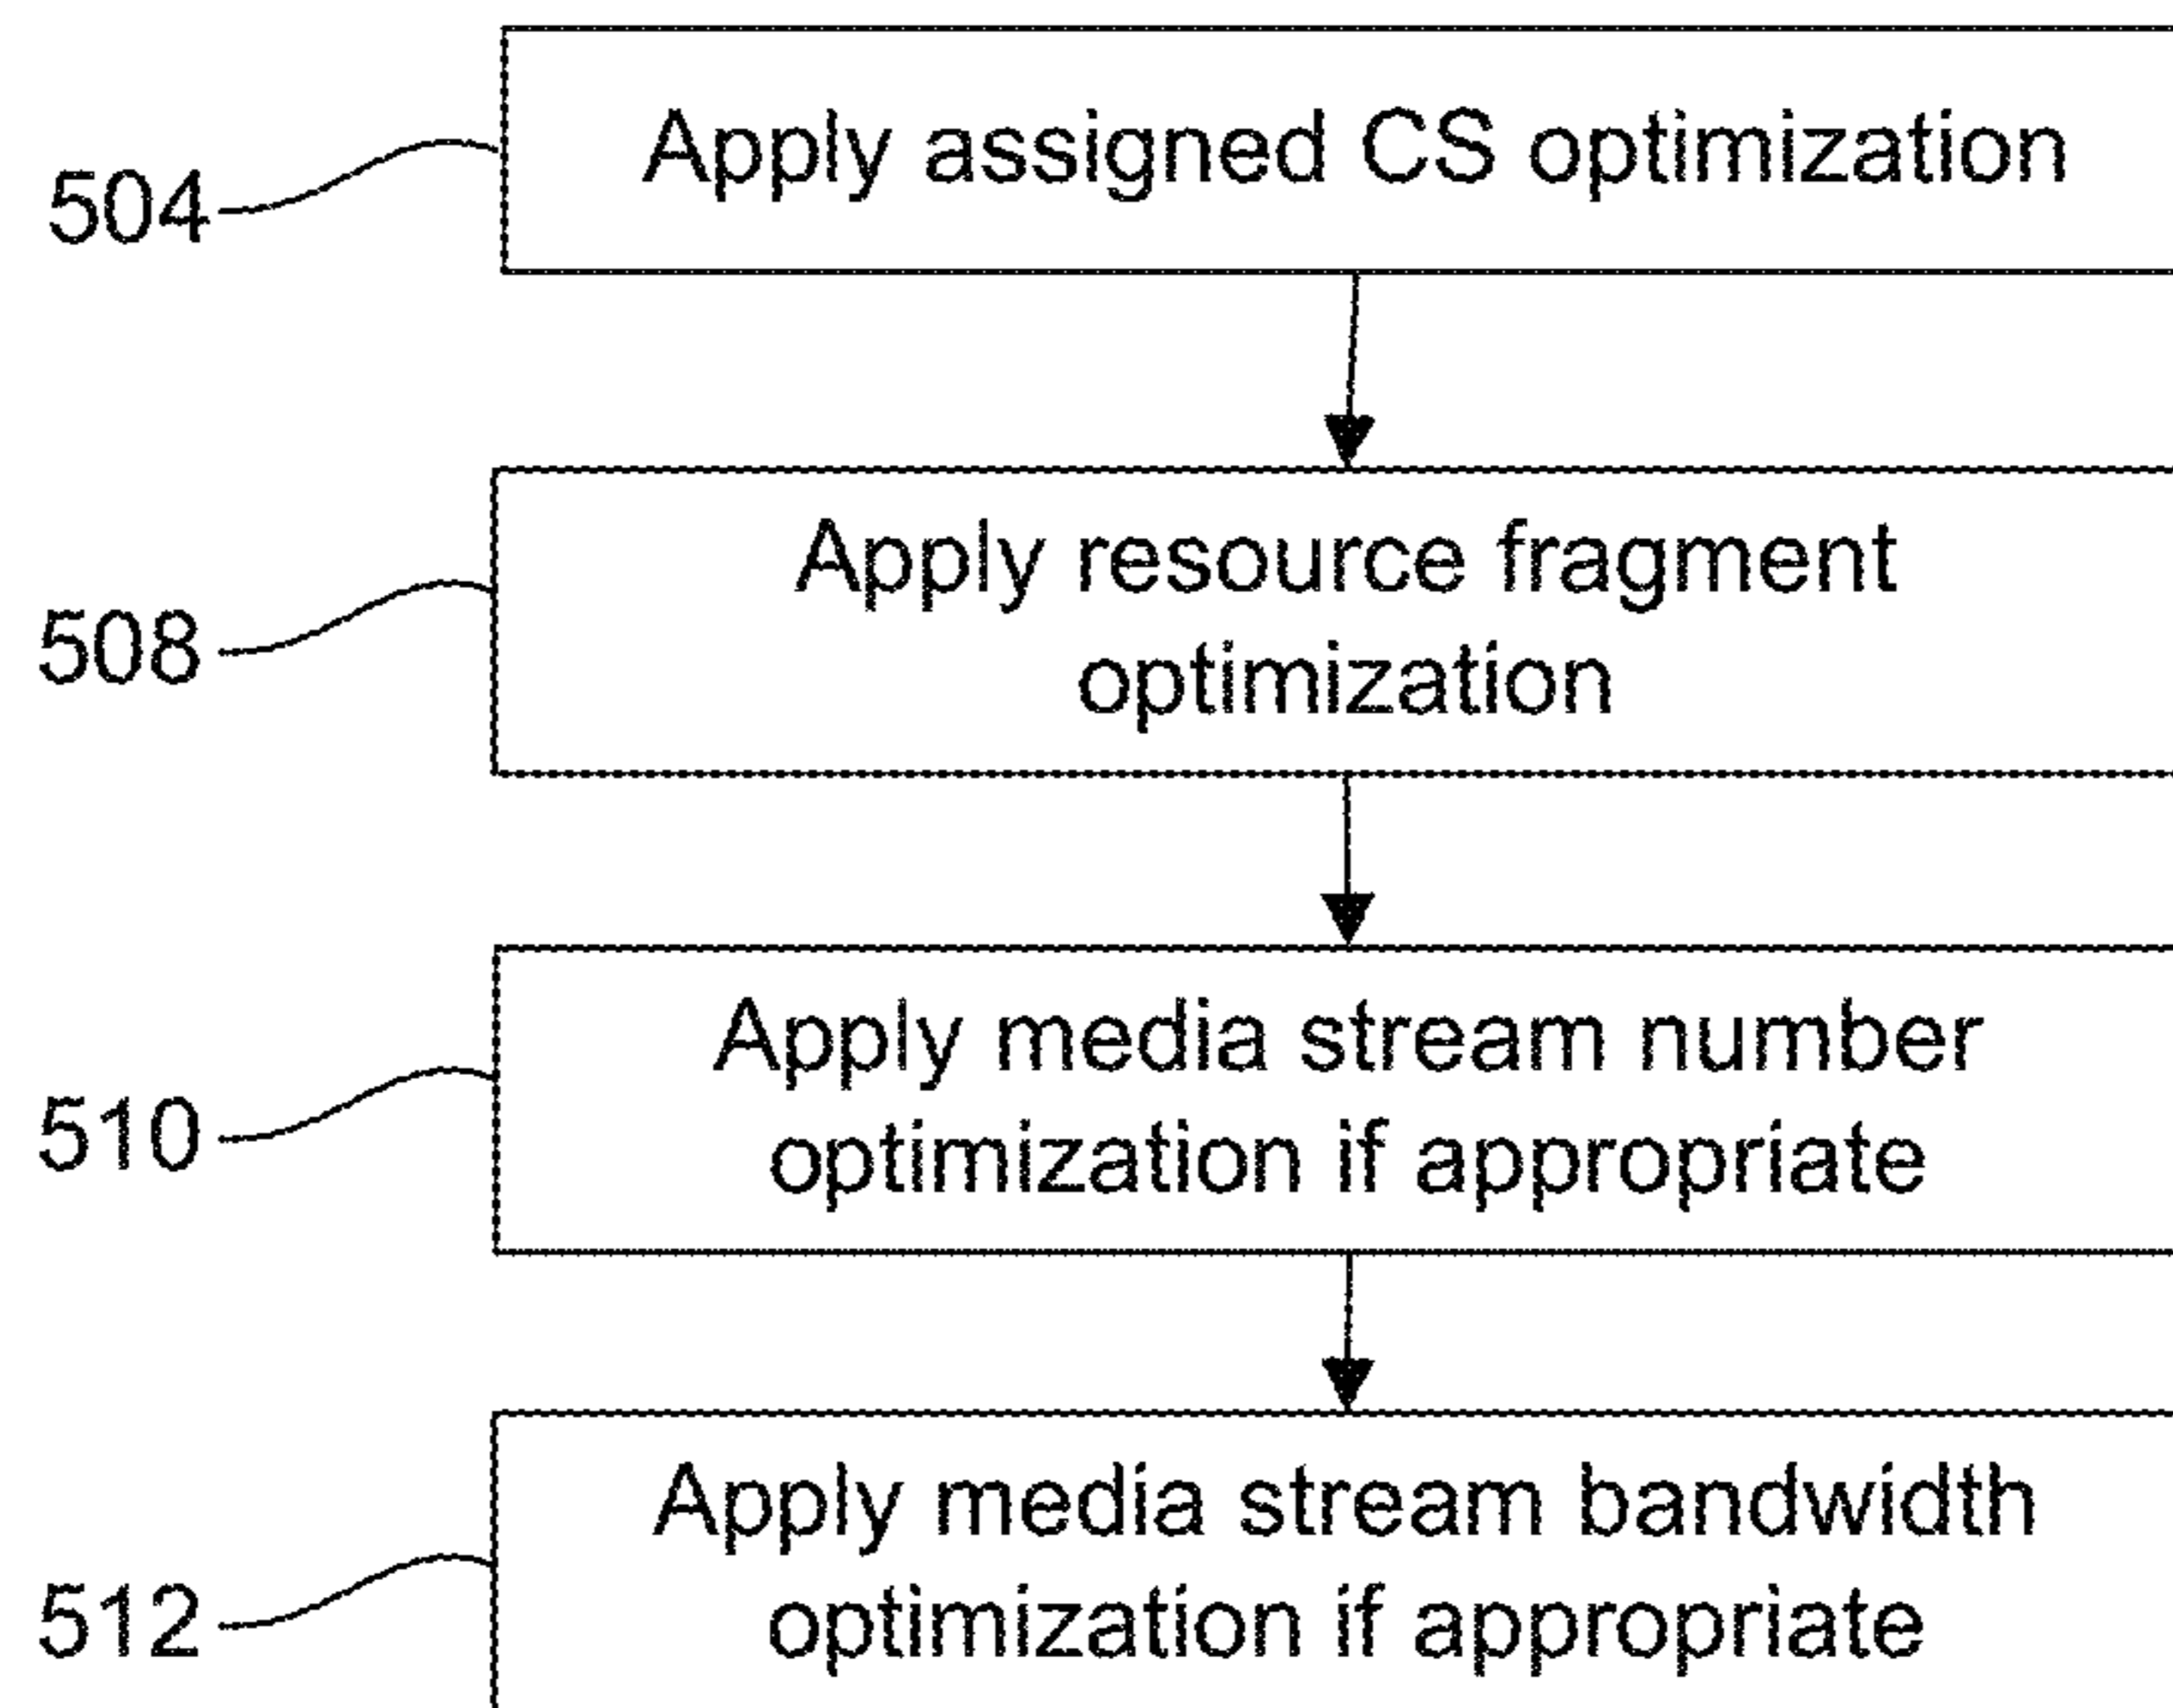 Apply assigned CS optimization
504
Apply resource fragment
optimization
508
Apply media stream number
optimization if appropriate
510
Apply media stream bandwidth
optimization if appropriate
512